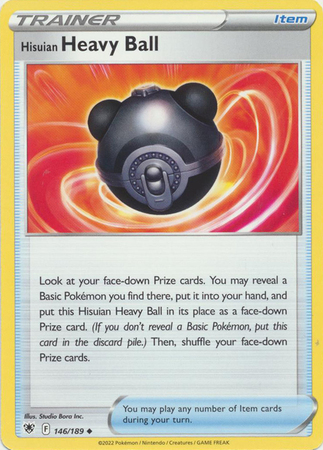 TRAINER Item
Hisuian Heavy Ball
Look at your face-down Prize cards. You may reveal a
Basic Pokémon you find there, put it into your hand, and
put this Hisuian Heavy Ball in its place as a face-down
Prize card. (If you don't reveal a Basic Pokémon, put this
card in the discard pile.) Then, shuffle your face-down
Prize cards.
Illus. Studio Bora Inc.
F 146/189 ◆
You may play any number of Item cards
during your turn.
©2022 Pokémon / Nintendo / Creatures / GAME FREAK